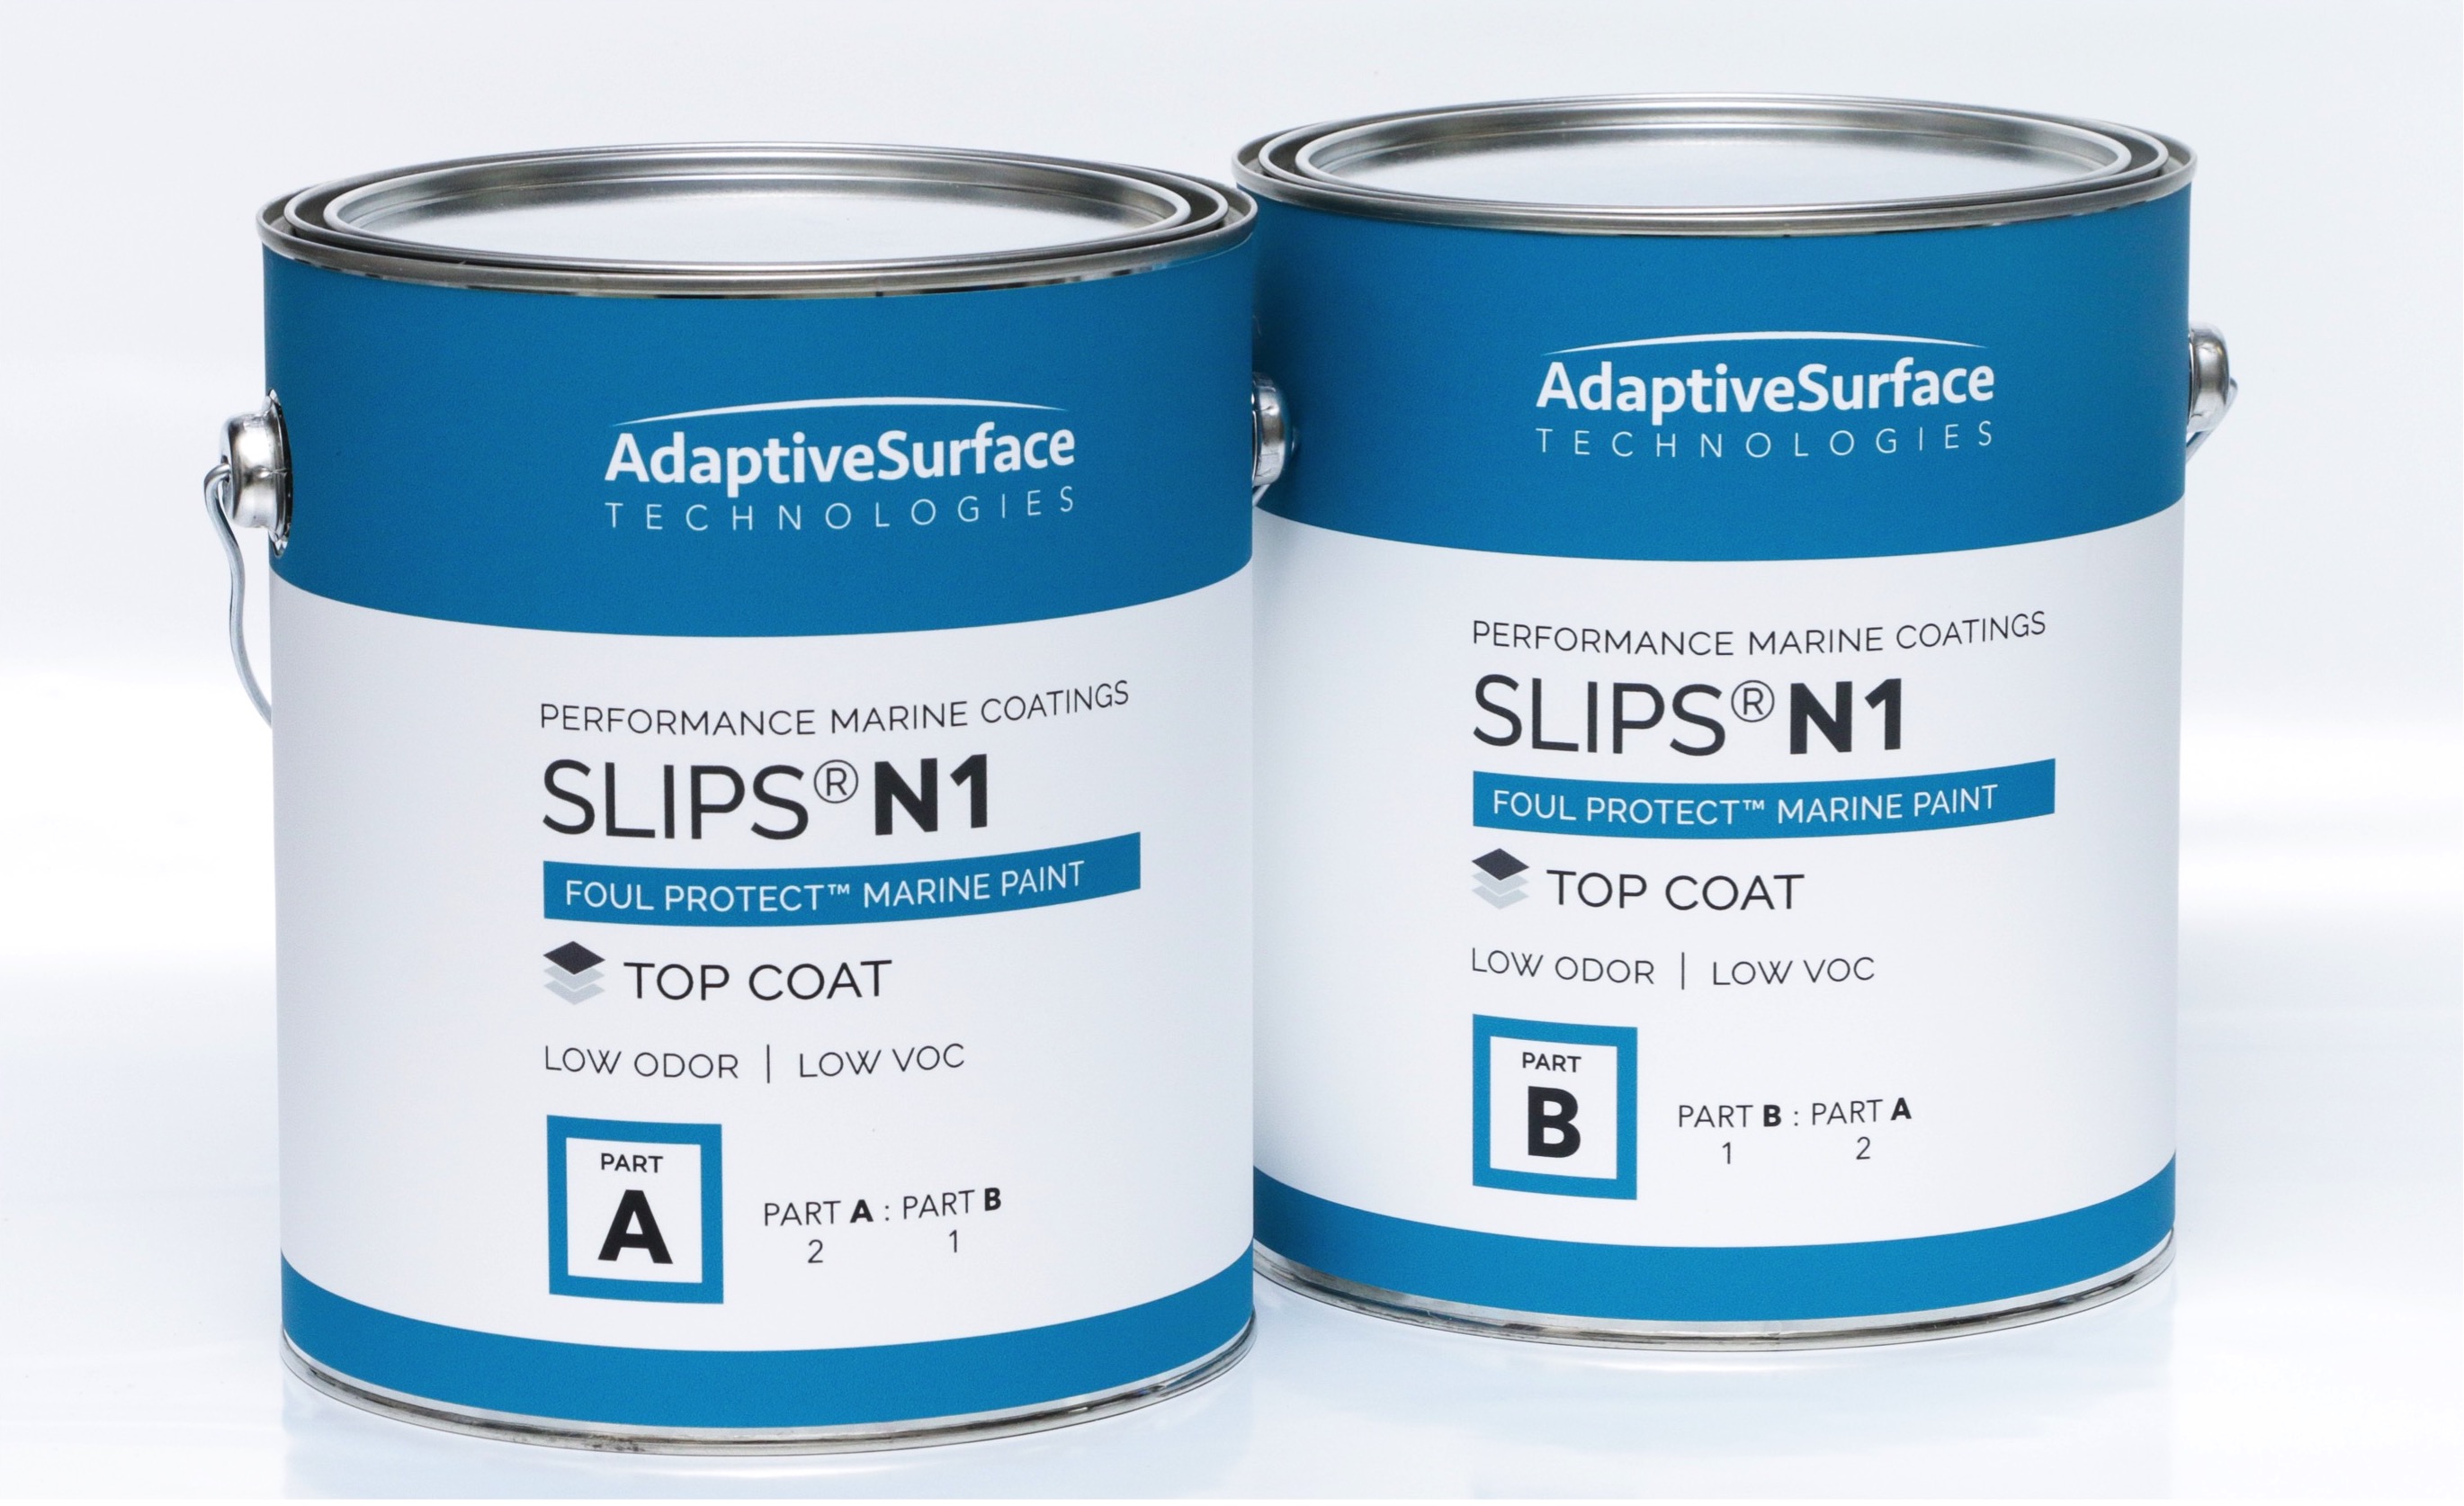 AdaptiveSurface
TECHNOLOGIES
PERFORMANCE MARINE COATINGS
SLIPS® N1
FOUL PROTECT™ MARINE PAINT
TOP COAT
LOW ODOR | LOW VOC
PART
A
PART A : PART B
2 1
AdaptiveSurface
TECHNOLOGIES
PERFORMANCE MARINE COATINGS
SLIPS® N1
FOUL PROTECT™ MARINE PAINT
TOP COAT
LOW ODOR | LOW VOC
PART
B
PART B : PART A
1 2